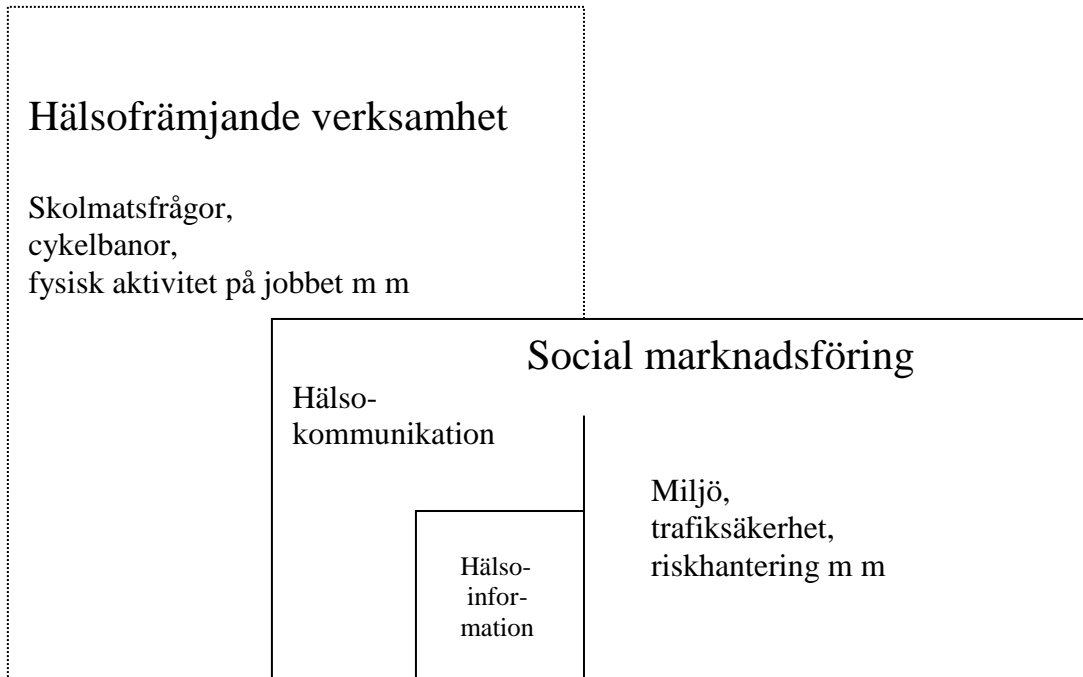 Hälsofrämjande verksamhet
Skolmatsfrågor,
cykelbanor,
fysisk aktivitet på jobbet m m
Social marknadsföring
Hälso-
kommunikation
Miljö,
trafiksäkerhet,
riskhantering m m
Hälso-
infor-
mation